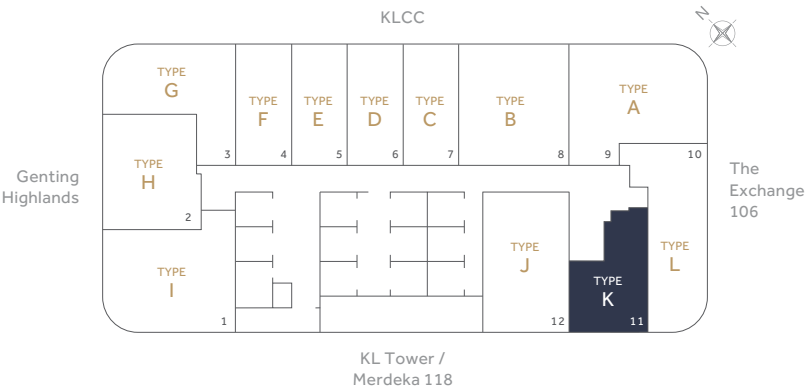 KLCC
N
TYPE
G
3
TYPE
F
4
TYPE
E
5
TYPE
D
6
TYPE
C
7
TYPE
B
8
TYPE
A
9
10
Genting
Highlands
TYPE
H
2
The
Exchange
106
TYPE
I
1
TYPE
J
12
TYPE
K
11
TYPE
L
KL Tower /
Merdeka 118